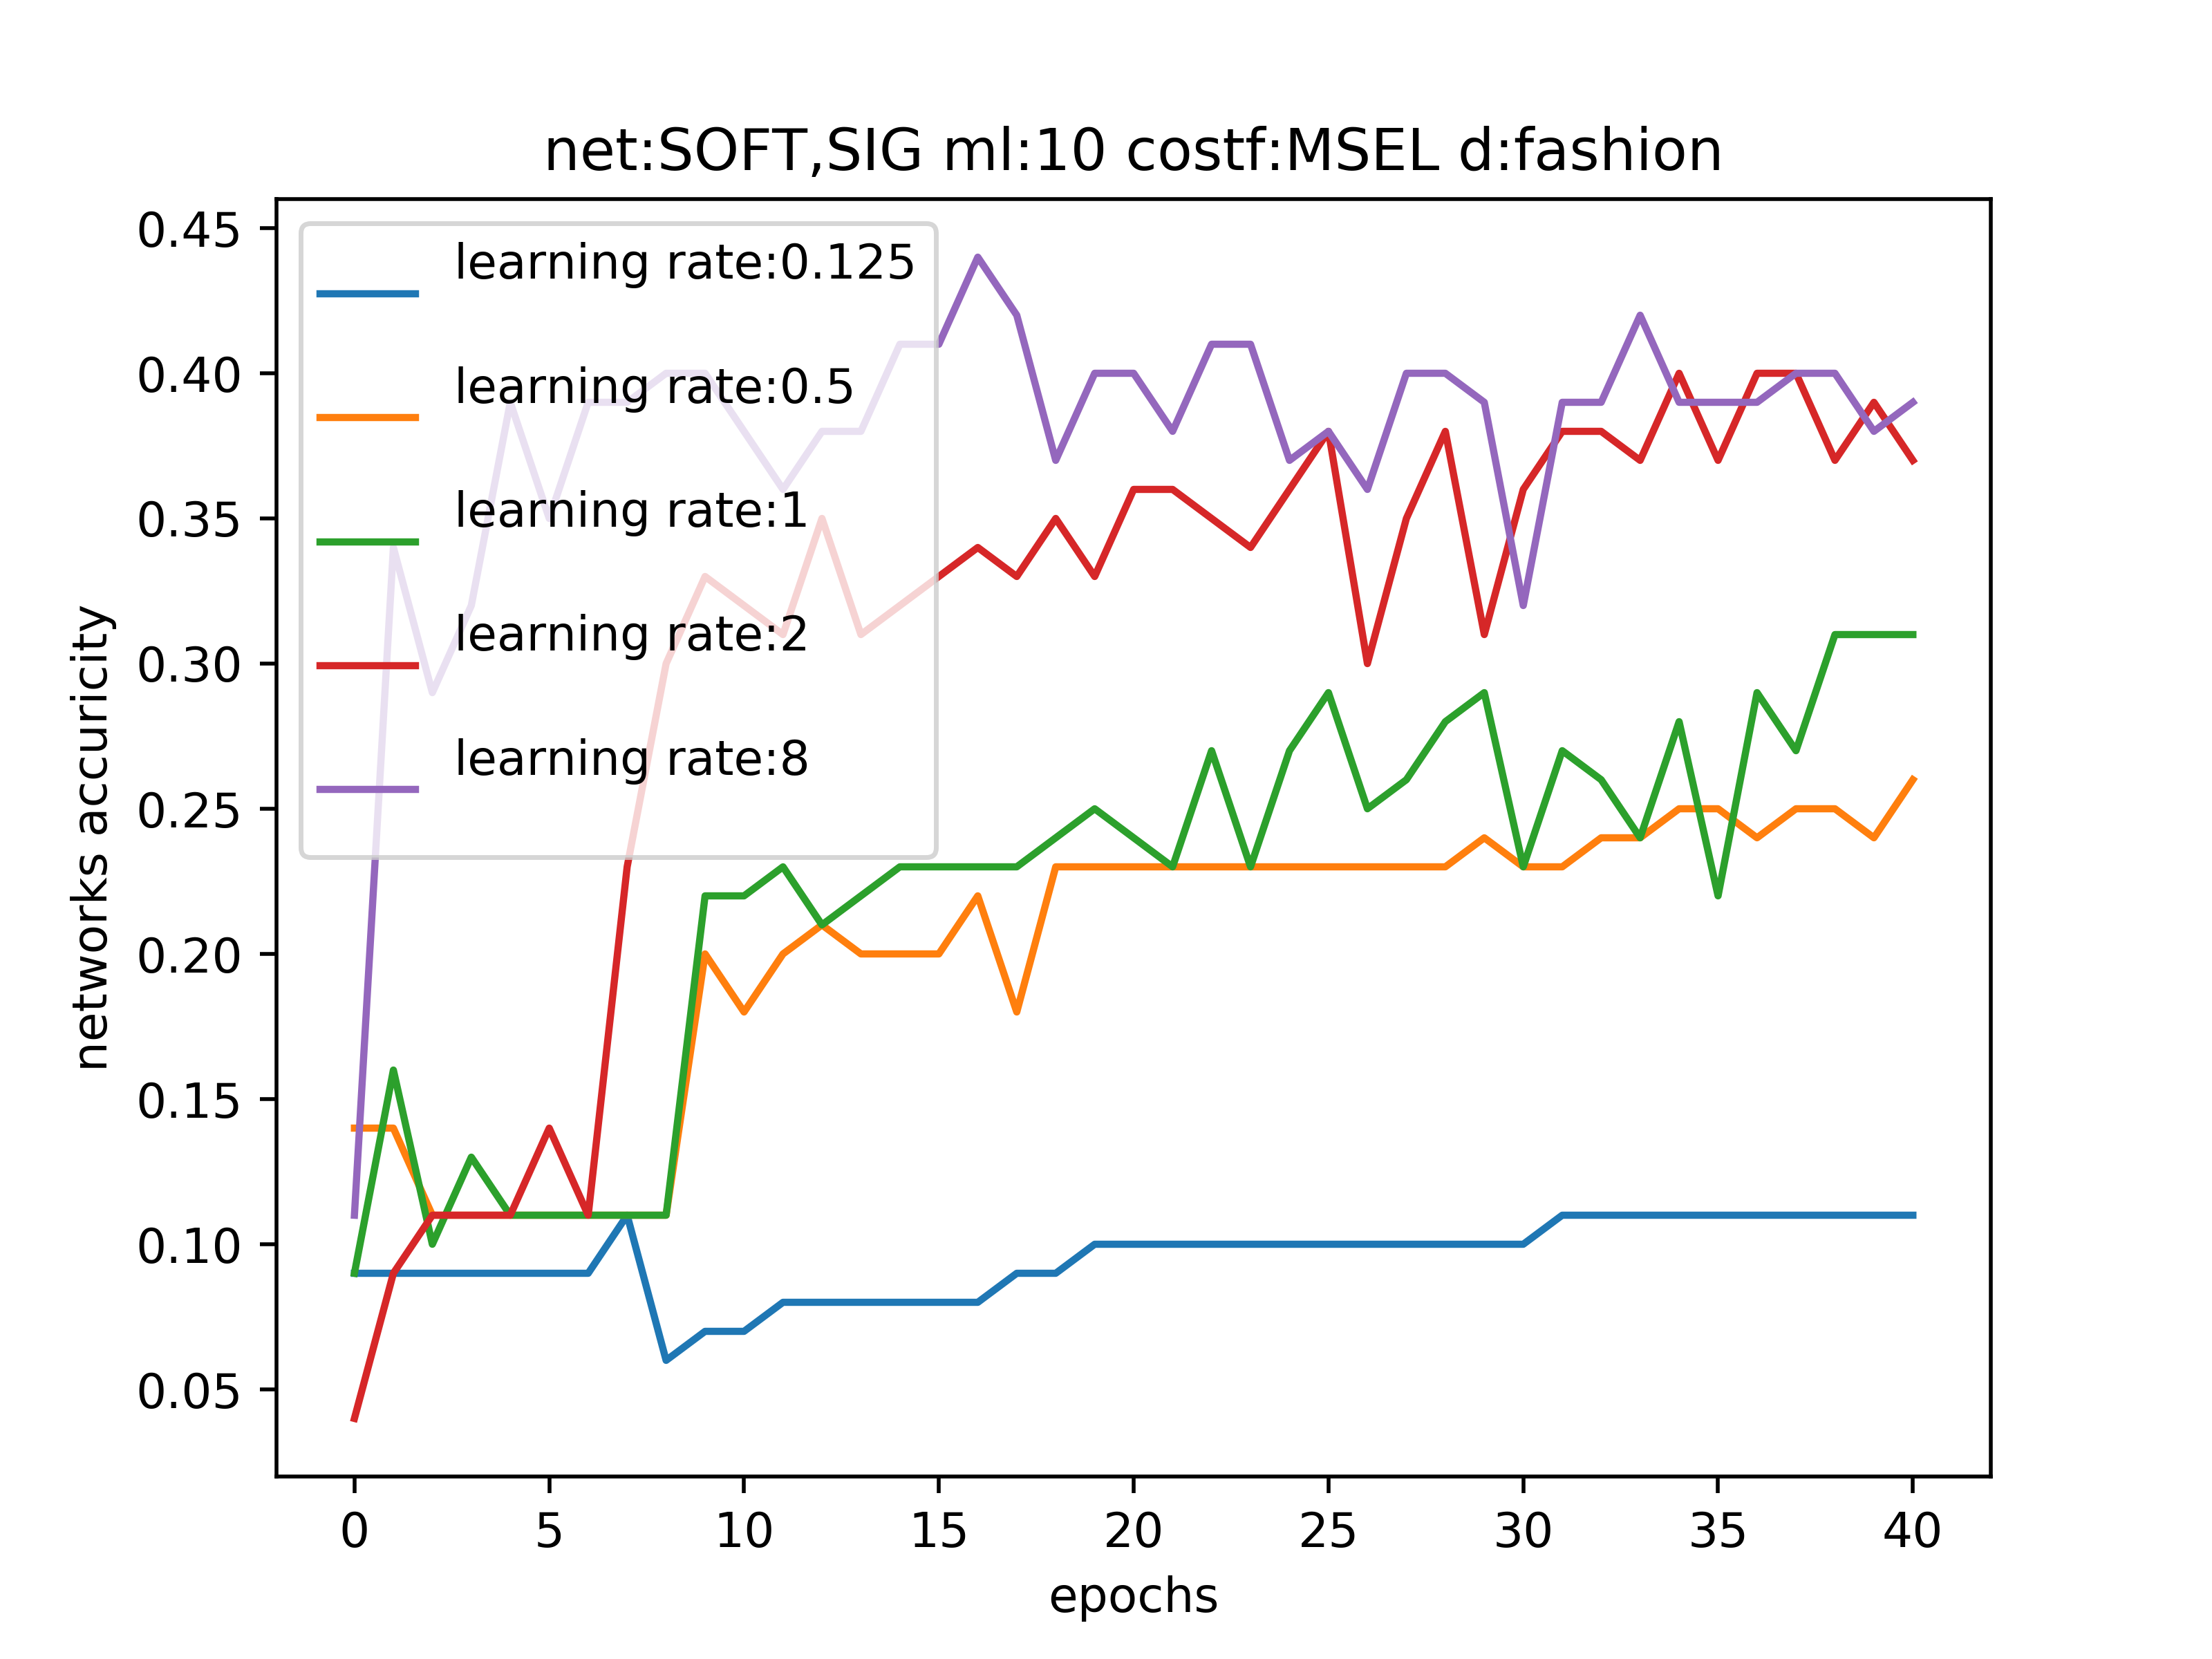 net:SOFT,SIG ml:10 costf:MSEL d:fashion
0.45
0.40
0.35
0.30
0.25
0.20
0.15
0.10
0.05
networks accuricity
learning rate:0.125
learning rate:0.5
learning rate:1
learning rate:2
learning rate:8
0 5 10 15 20 25 30 35 40
epochs